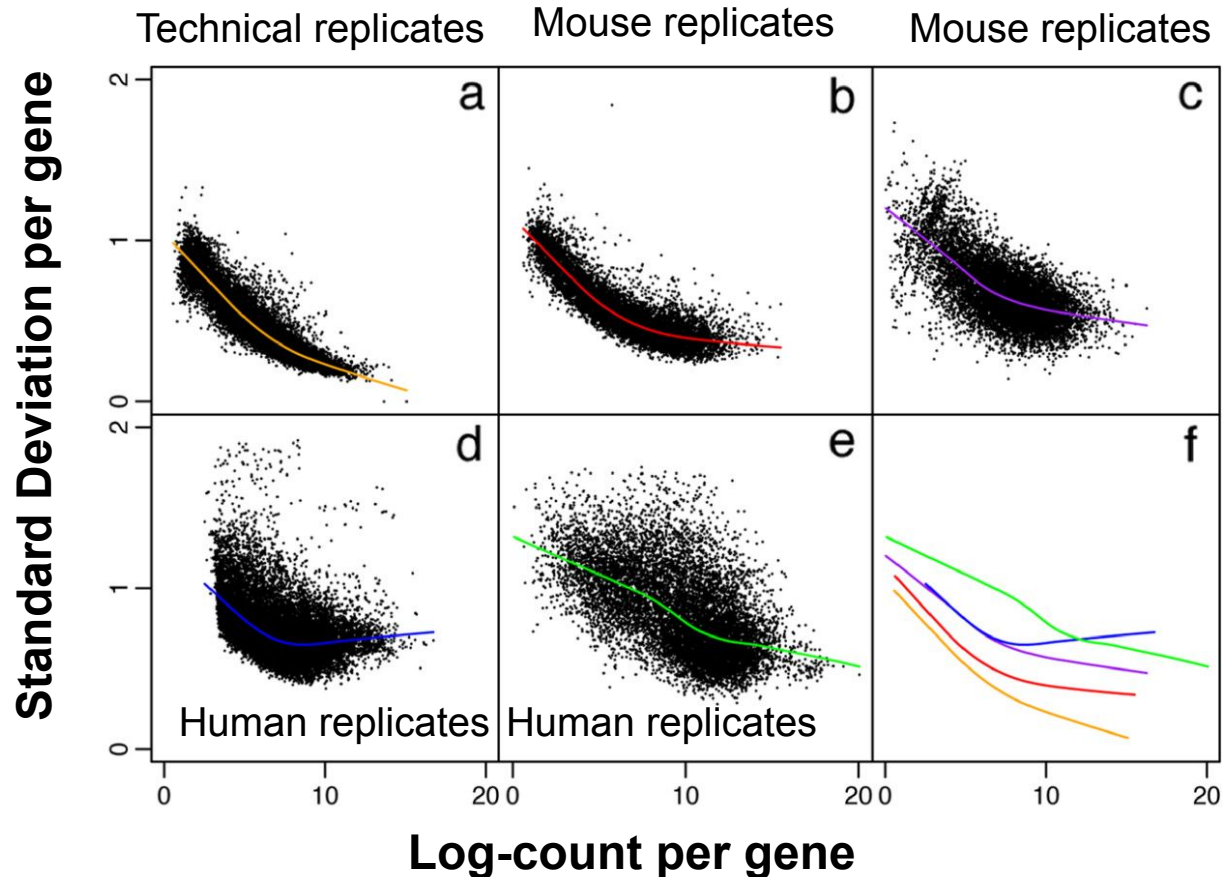 Technical replicates
Mouse replicates
Mouse replicates
Standard Deviation per gene
2
1
0
a
b
c
2
1
0
d
e
f
Human replicates
Human replicates
0
10
20
0
10
20
0
10
20
Log-count per gene